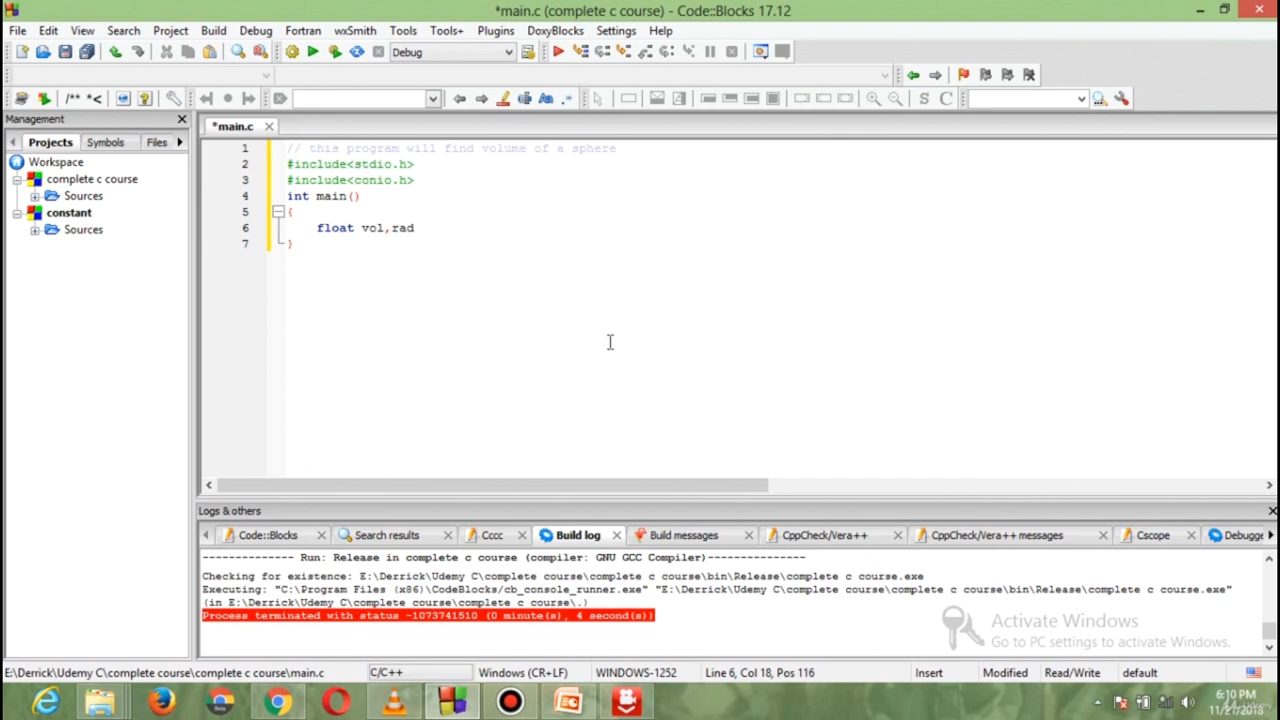 *main.c (complete c course) - Code::Blocks 17.12
File Edit View Search Project Build Debug Fortran wxSmith Tools Tools+ Plugins DoxyBlocks Settings Help
Debug
/** *<
S C
Management
*main.c
Projects Symbols Files
Workspace
complete c course
Sources
constant
Sources
1 // this program will find volume of a sphere
2 #include<stdio.h>
3 #include<conio.h>
4 int main()
5 {
6 float vol,rad
7 }
Logs & others
Code::Blocks Search results Cccc Build log Build messages CppCheck/Vera++ CppCheck/Vera++ messages Cscope Debugge
-------------- Run: Release in complete c course (compiler: GNU GCC Compiler)---------------
Checking for existence: E:\Derrick\Udemy C\complete course\complete c course\bin\Release\complete c course.exe
Executing: "C:\Program Files (x86)\CodeBlocks/cb_console_runner.exe" "E:\Derrick\Udemy C\complete course\complete c course\bin\Release\complete c course.exe"
(in E:\Derrick\Udemy C\complete course\complete c course\.)
Process terminated with status -1073741510 (0 minute(s), 4 second(s))
Activate Windows
Go to PC settings to activate Windows.
E:\Derrick\Udemy C\complete course\complete c course\main.c C/C++ Windows (CR+LF) WINDOWS-1252 Line 6, Col 18, Pos 116 Insert Modified Read/Write default
6:10 PM
11/27/2018